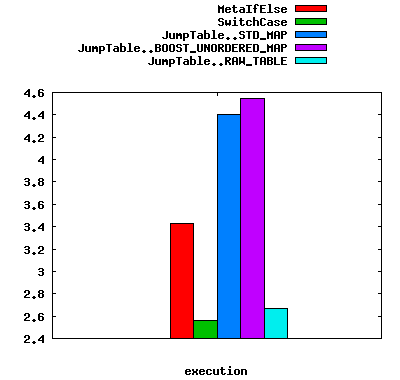 MetaIfElse
SwitchCase
JumpTable..STD_MAP
JumpTable..BOOST_UNORDERED_MAP
JumpTable..RAW_TABLE
4.6
4.4
4.2
4
3.8
3.6
3.4
3.2
3
2.8
2.6
2.4
execution